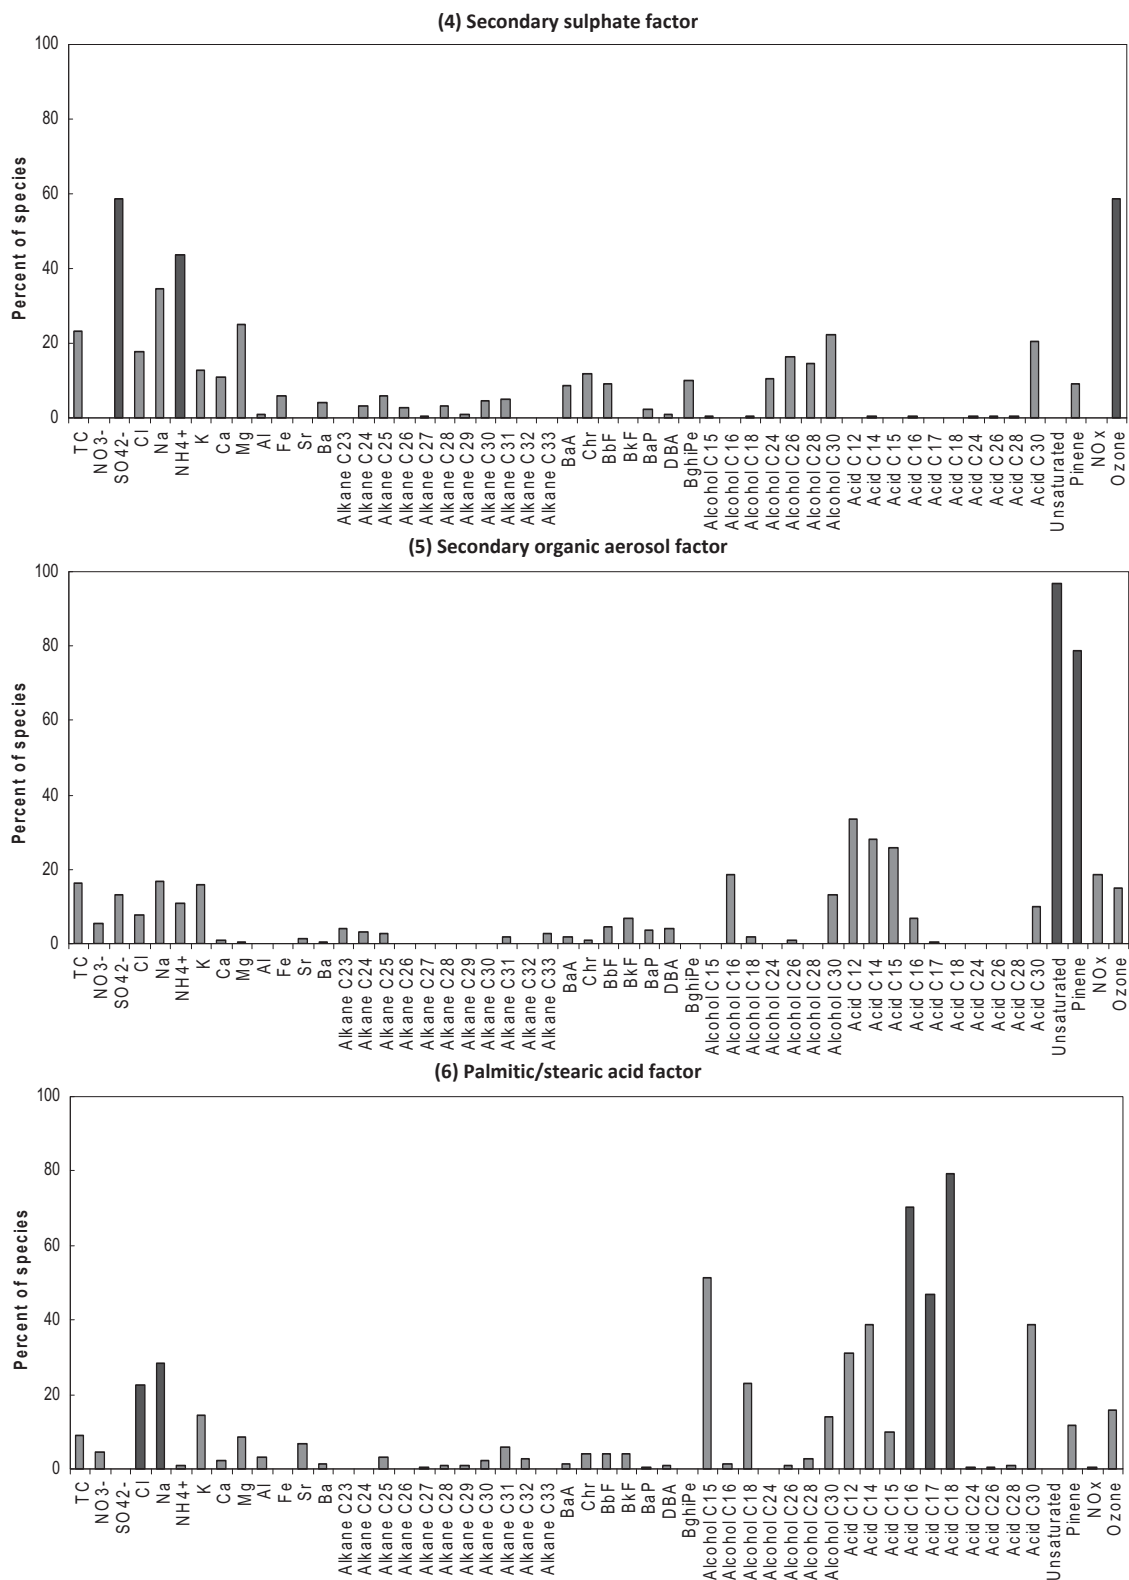 (4) Secondary sulphate factor
100
80
60
40
20
0
Percent of species
TC
NO3-
SO42-
Cl
Na
NH4+
K
Ca
Mg
Al
Fe
Sr
Ba
Alkane C23
Alkane C24
Alkane C25
Alkane C26
Alkane C27
Alkane C28
Alkane C29
Alkane C30
Alkane C31
Alkane C32
Alkane C33
BaA
Chr
BbF
BkF
BaP
DBA
BghiPe
Alcohol C15
Alcohol C16
Alcohol C18
Alcohol C24
Alcohol C26
Alcohol C28
Alcohol C30
Acid C12
Acid C14
Acid C15
Acid C16
Acid C17
Acid C18
Acid C24
Acid C26
Acid C28
Acid C30
Unsaturated
Pinene
NOx
Ozone
(5) Secondary organic aerosol factor
100
80
60
40
20
0
Percent of species
TC
NO3-
SO42-
Cl
Na
NH4+
K
Ca
Mg
Al
Fe
Sr
Ba
Alkane C23
Alkane C24
Alkane C25
Alkane C26
Alkane C27
Alkane C28
Alkane C29
Alkane C30
Alkane C31
Alkane C32
Alkane C33
BaA
Chr
BbF
BkF
BaP
DBA
BghiPe
Alcohol C15
Alcohol C16
Alcohol C18
Alcohol C24
Alcohol C26
Alcohol C28
Alcohol C30
Acid C12
Acid C14
Acid C15
Acid C16
Acid C17
Acid C18
Acid C24
Acid C26
Acid C28
Acid C30
Unsaturated
Pinene
NOx
Ozone
(6) Palmitic/stearic acid factor
100
80
60
40
20
0
Percent of species
TC
NO3-
SO42-
Cl
Na
NH4+
K
Ca
Mg
Al
Fe
Sr
Ba
Alkane C23
Alkane C24
Alkane C25
Alkane C26
Alkane C27
Alkane C28
Alkane C29
Alkane C30
Alkane C31
Alkane C32
Alkane C33
BaA
Chr
BbF
BkF
BaP
DBA
BghiPe
Alcohol C15
Alcohol C16
Alcohol C18
Alcohol C24
Alcohol C26
Alcohol C28
Alcohol C30
Acid C12
Acid C14
Acid C15
Acid C16
Acid C17
Acid C18
Acid C24
Acid C26
Acid C28
Acid C30
Unsaturated
Pinene
NOx
Ozone